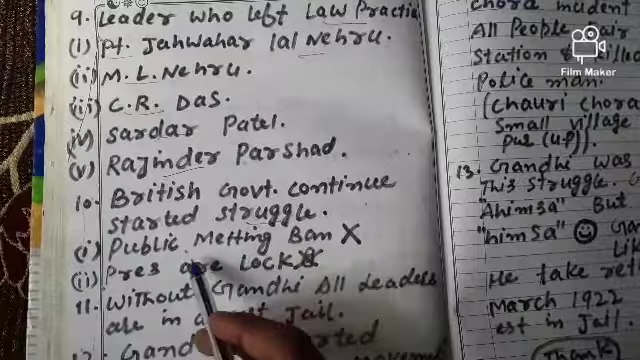 9. Leader who left Law Practic
(i) Pt. Jahwahar lal Nehru.
(ii) M. L. Nehru.
(iii) C. R. Das.
(iv) Sardar Patel.
(v) Rajinder Parshad.
10. British Govt. continue
started struggle.
(i) Public Metting Ban X
(ii) Pres are Lock
11. Without Gandhi All Leaders
are in Jail.
12. Gand
chora
All People
Station
Police man.
(Chauri Chora
Small village
(U.P)).
13. Gandhi was
This struggle.
"Ahimsa" But
"himsa"
He take
March 1922
est in Jail.
Film Maker